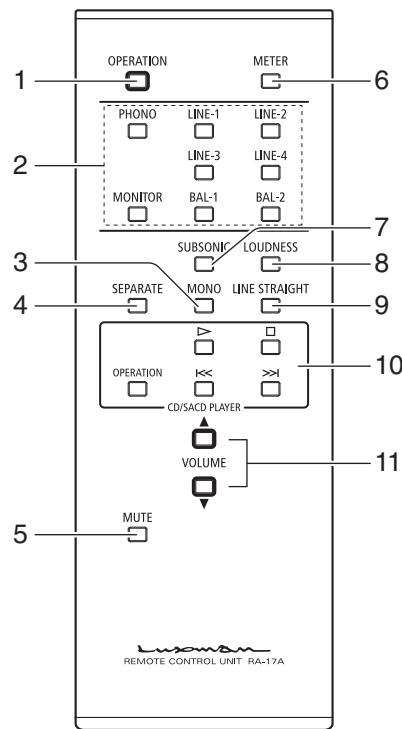 OPERATION METER
1 6
PHONO LINE-1 LINE-2
2
LINE-3 LINE-4
MONITOR BAL-1 BAL-2
7
SUBSONIC LOUDNESS
8
3
SEPARATE MONO LINE STRAIGHT
4 9
10
OPERATION
CD/SACD PLAYER
VOLUME 11
MUTE
5
Luxman
REMOTE CONTROL UNIT RA-17A